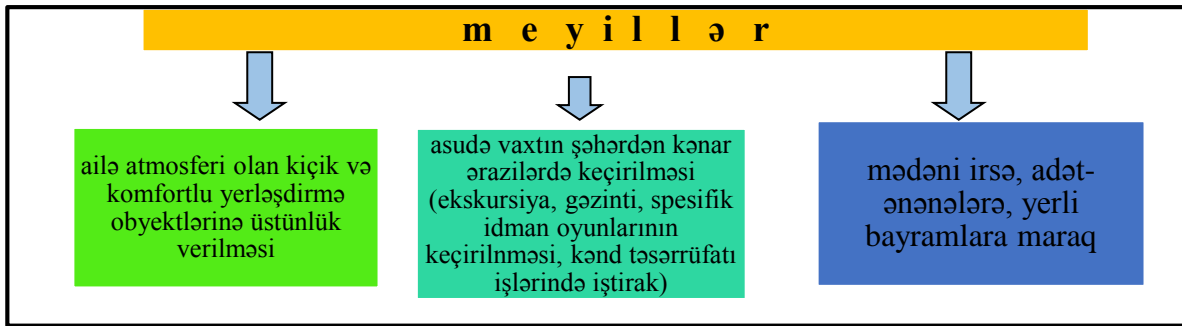 m e y i l l ə r
ailə atmosferi olan kiçik və
komfortlu yerləşdirmə
obyektlərinə üstünlük
verilməsi
asudə vaxtın şəhərdən kənar
ərazilərdə keçirilməsi
(ekskursiya, gəzinti, spesifik
idman oyunlarının
keçirilnməsi, kənd təsərrüfatı
işlərində iştirak)
mədəni irsə, adət-
ənənələrə, yerli
bayramlara maraq